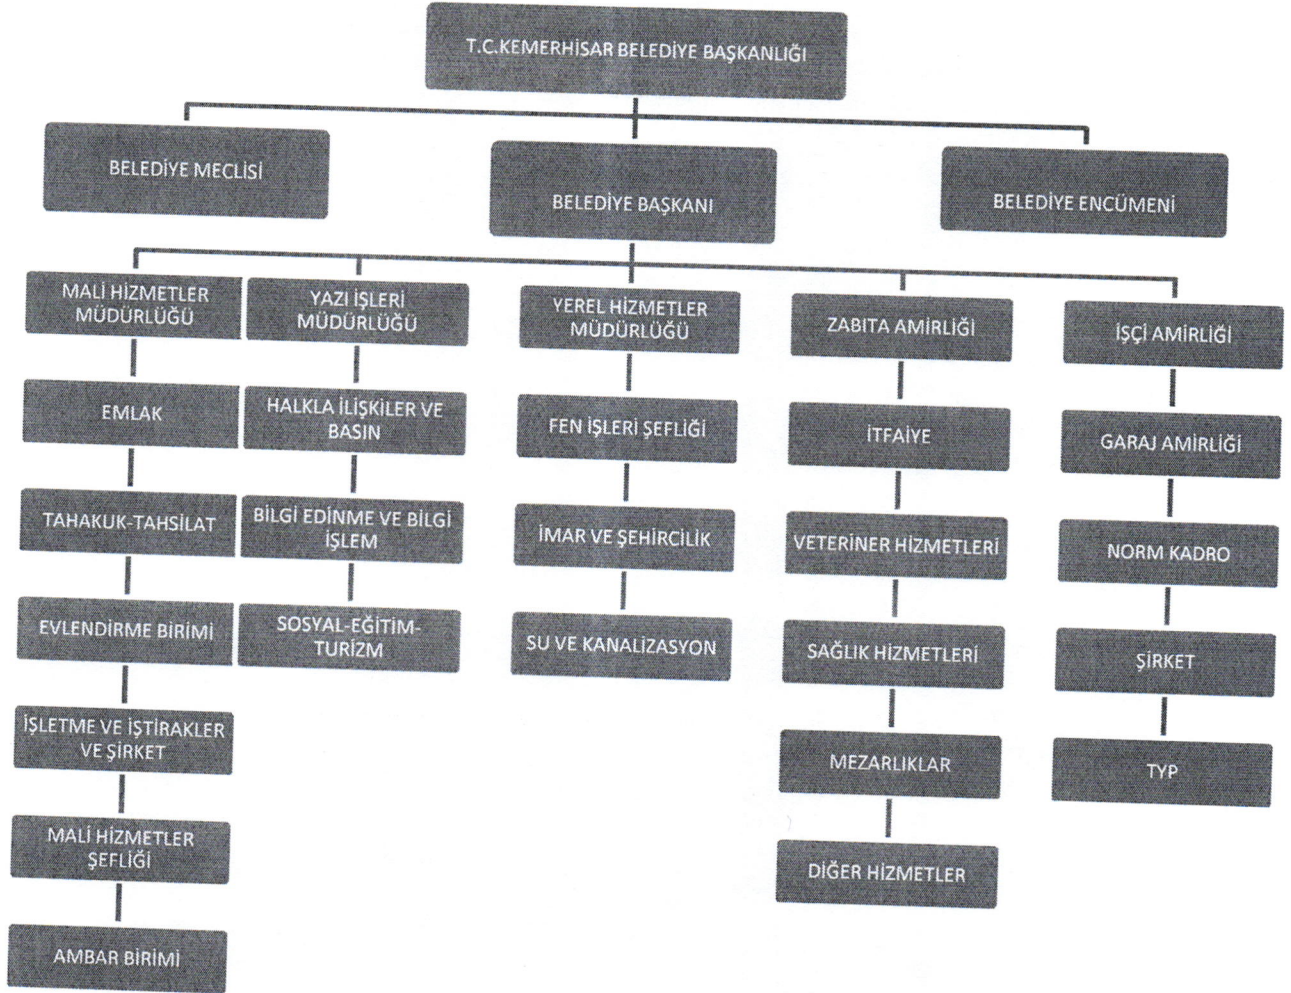 T.C.KEMERHİSAR BELEDİYE BAŞKANLIĞI
BELEDİYE MECLİSİ
BELEDİYE BAŞKANI
BELEDİYE ENCÜMENİ
MALİ HİZMETLER
MÜDÜRLÜĞÜ
EMLAK
TAHAKUK-TAHSİLAT
EVLENDİRME BİRİMİ
İŞLETME VE İŞTİRAKLER
VE ŞİRKET
MALİ HİZMETLER
ŞEFLİĞİ
AMBAR BİRİMİ
YAZI İŞLERİ
MÜDÜRLÜĞÜ
HALKLA İLİŞKİLER VE
BASIN
BİLGİ EDİNME VE BİLGİ
İŞLEM
SOSYAL-EĞİTİM-
TURİZM
YEREL HİZMETLER
MÜDÜRLÜĞÜ
FEN İŞLERİ ŞEFLİĞİ
İMAR VE ŞEHİRCİLİK
SU VE KANALİZASYON
ZABITA AMİRLİĞİ
İTFAİYE
VETERİNER HİZMETLERİ
SAĞLIK HİZMETLERİ
MEZARLIKLAR
DİĞER HİZMETLER
İŞÇİ AMİRLİĞİ
GARAJ AMİRLİĞİ
NORM KADRO
ŞİRKET
TYP